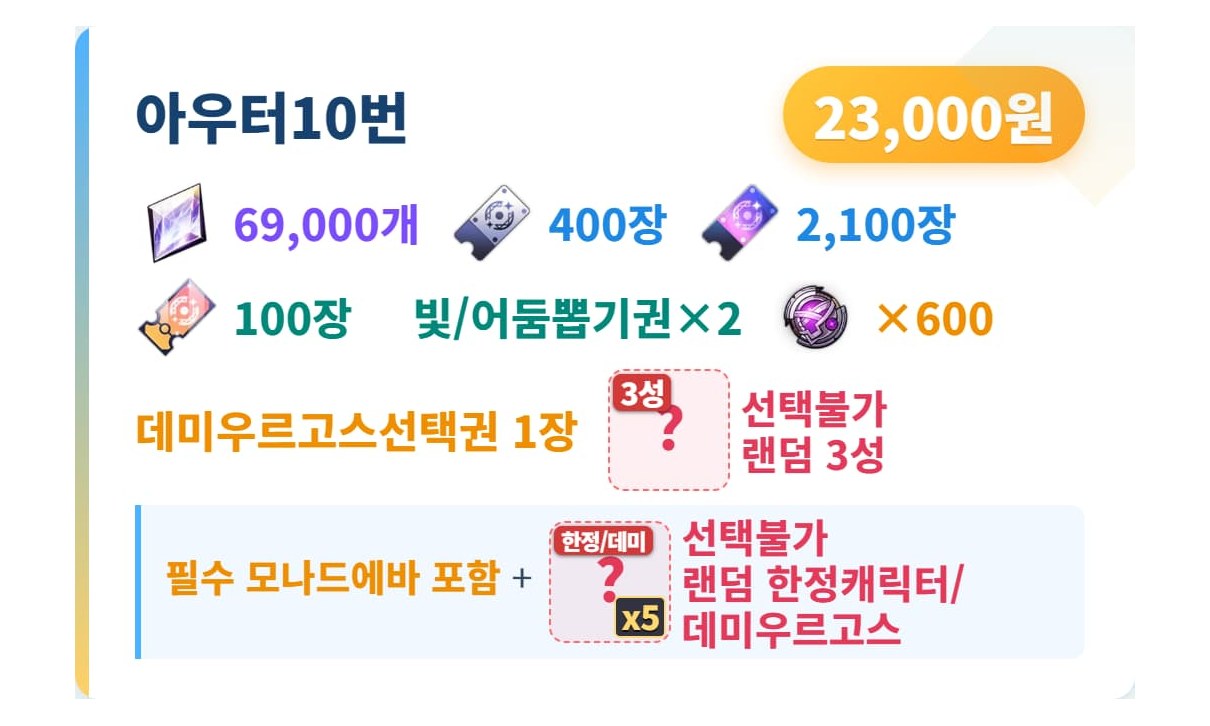 아우터10번
23,000원
69,000개 400장 2,100장
100장 빛/어둠뽑기권×2 ×600
데미우르고스선택권 1장
3성
?
선택불가
랜덤 3성
필수 모나드에바 포함 +
한정/데미
?
x5
선택불가
랜덤 한정캐릭터/
데미우르고스